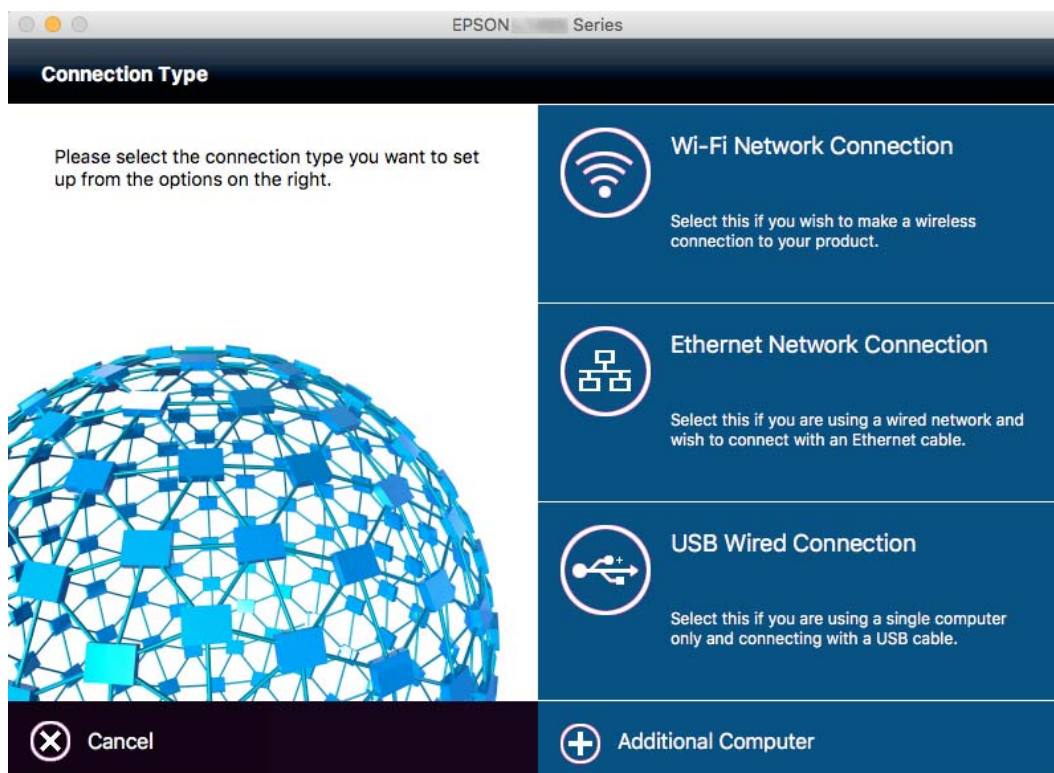 EPSON Series
Connection Type
Please select the connection type you want to set
up from the options on the right.
Wi-Fi Network Connection
Select this if you wish to make a wireless
connection to your product.
Ethernet Network Connection
Select this if you are using a wired network and
wish to connect with an Ethernet cable.
USB Wired Connection
Select this if you are using a single computer
only and connecting with a USB cable.
Cancel
Additional Computer